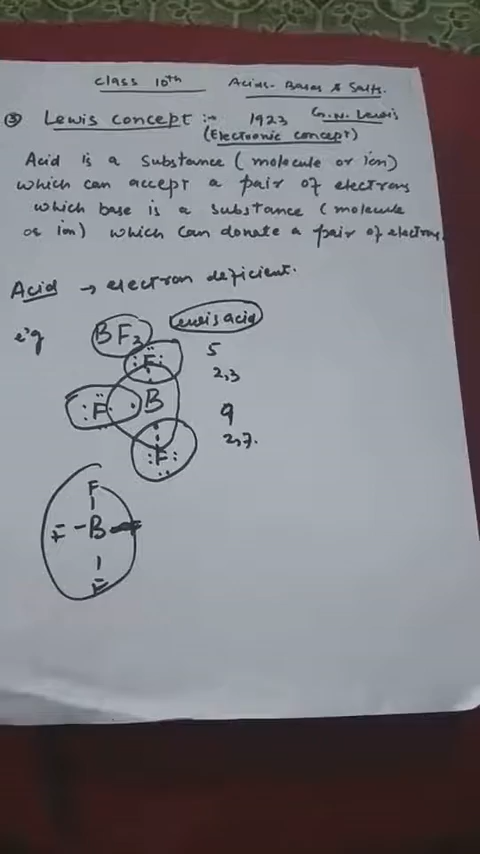 Class 10th Acids- Bases & Salts.
③ Lewis concept :- 1923 G.N. Lewis
(Electronic concept)
Acid is a substance ( molecule or ion)
which can accept a pair of electrons
which base is a substance ( molecule
or ion) which can donate a pair of electrons
Acid → electron deficient.
e.g BF3 Lewis acid
F
5
2,3
F B
9
2,7.
F
F
F - B -
F